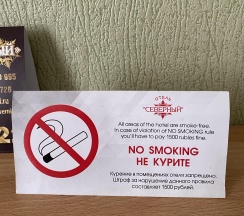 ОТЕЛЬ
"СЕВЕРНЫЙ"
All areas of the hotel are smoke-free.
In case of violation of NO SMOKING rule
you'll have to pay 1500 rubles fine.
NO SMOKING
НЕ КУРИТЕ
Курение в помещениях отеля запрещено.
Штраф за нарушение данного правила
составляет 1500 рублей.